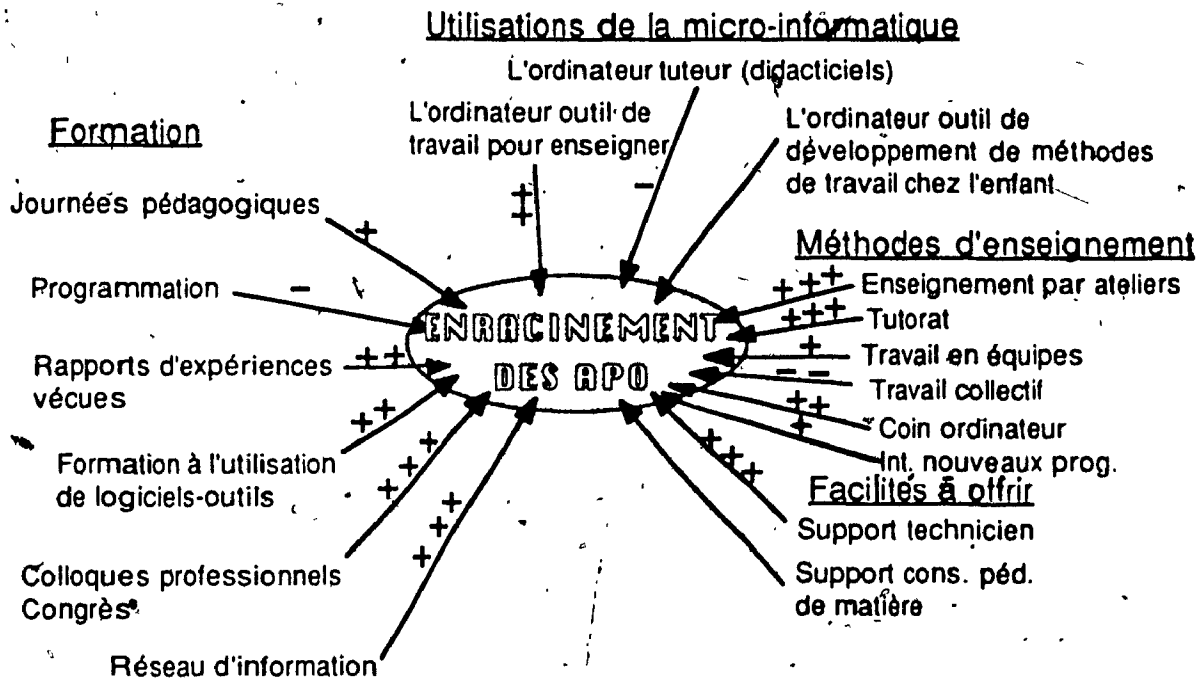 Utilisations de la micro-informatique
L'ordinateur tuteur (didacticiels)
L'ordinateur outil de
travail pour enseigner
L'ordinateur outil de
développement de méthodes
de travail chez l'enfant
Formation
Journées pédagogiques
Programmation
Rapports d'expériences
vécues
Formation à l'utilisation
de logiciels-outils
Colloques professionnels
Congrès
Réseau d'information
ENRACINEMENT
DES APO
Méthodes d'enseignement
Enseignement par ateliers
Tutorat
Travail en équipes
Travail collectif
Coin ordinateur
Int. nouveaux prog.
Facilités à offrir
Support technicien
Support cons. péd.
de matière
+
-
++
++
+++
+++
++
-
+++
+++
+
- -
++
+
+++